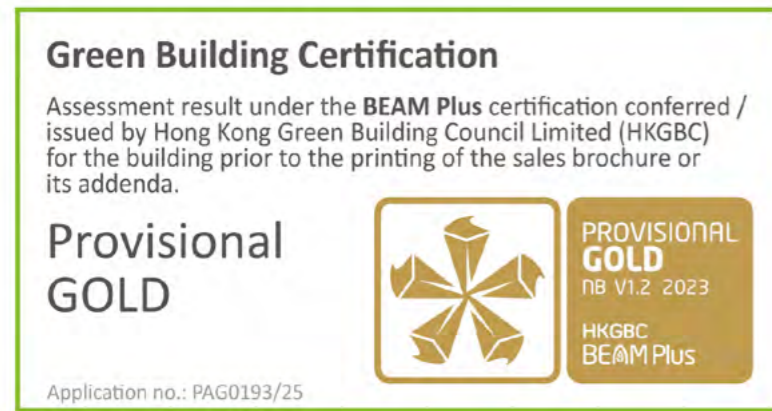 Green Building Certification
Assessment result under the BEAM Plus certification conferred /
issued by Hong Kong Green Building Council Limited (HKGBC)
for the building prior to the printing of the sales brochure or
its addenda.
Provisional
GOLD
PROVISIONAL
GOLD
NB V1.2 2023
HKGBC
BEAM Plus
Application no.: PAG0193/25